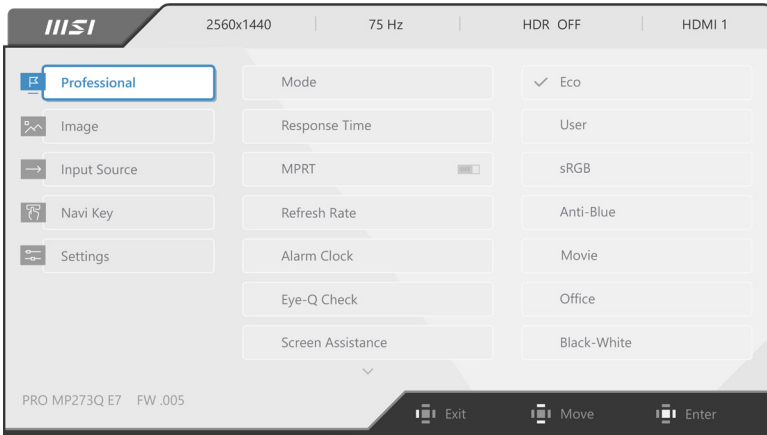 msi 2560x1440 75 Hz HDR OFF HDMI 1
Professional Mode Eco
Image Response Time User
Input Source MPRT sRGB
Navi Key Refresh Rate Anti-Blue
Settings Alarm Clock Movie
Eye-Q Check Office
Screen Assistance Black-White
PRO MP273Q E7 FW .005
Exit Move Enter